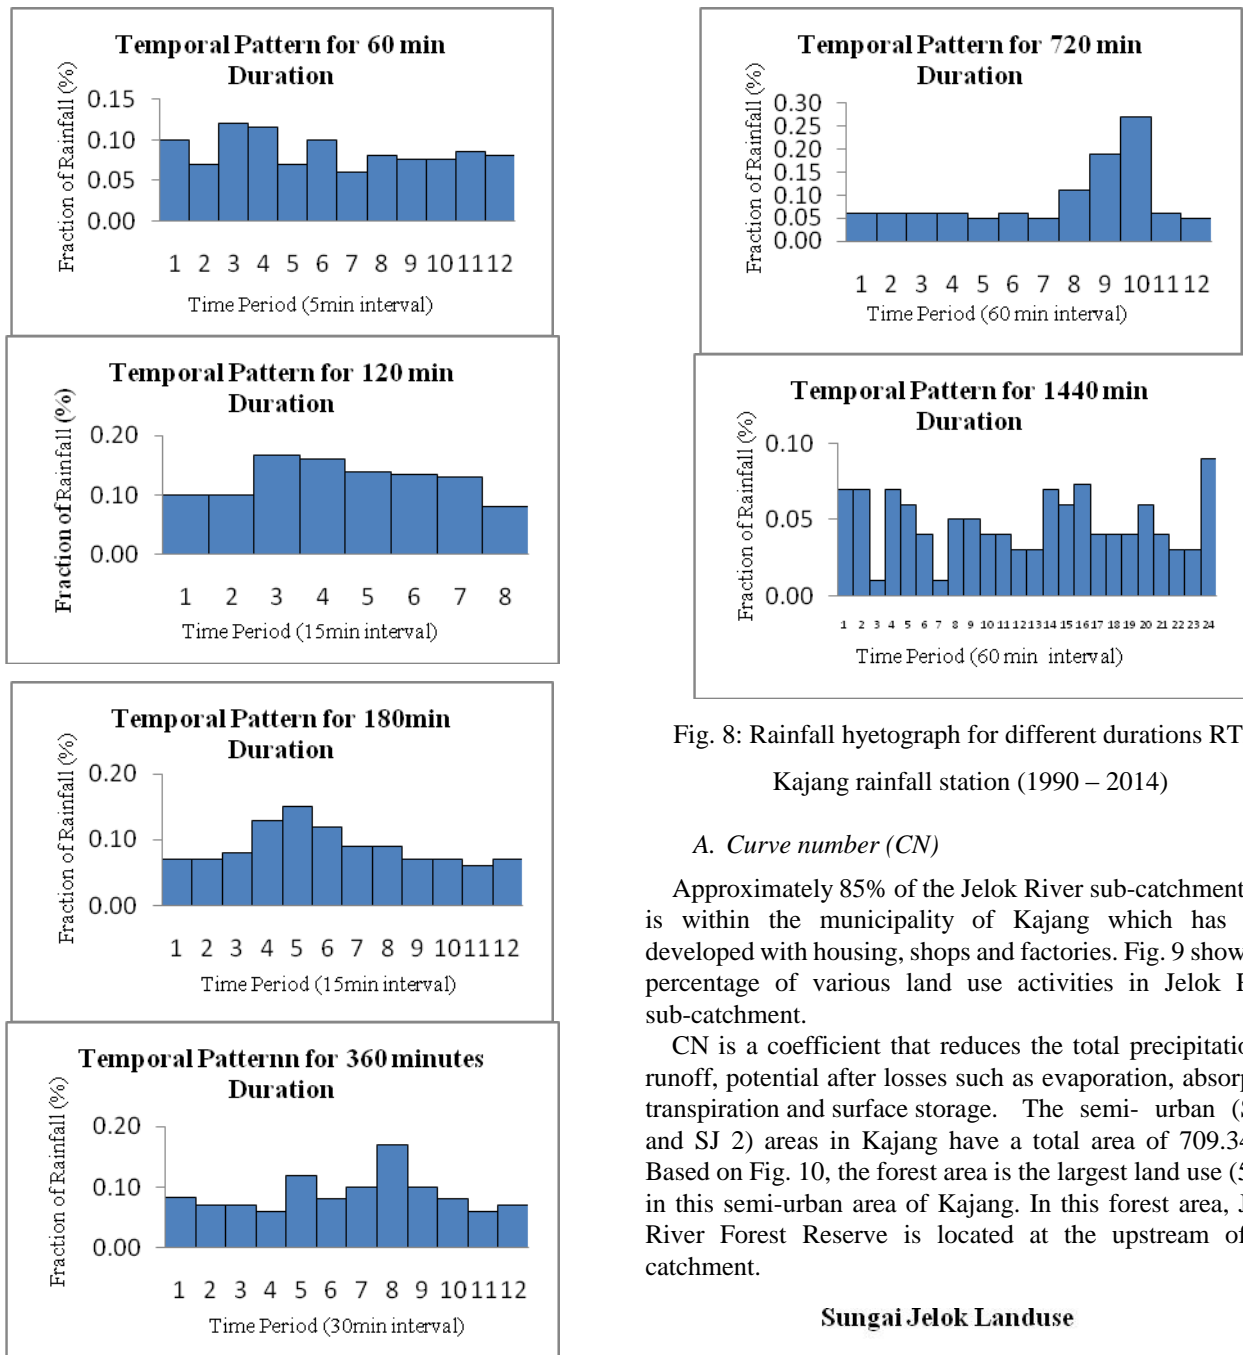 Temporal Pattern for 60 min
Duration
Fraction of Rainfall (%)
0.15
0.10
0.05
0.00
1 2 3 4 5 6 7 8 9 10 11 12
Time Period (5min interval)
Temporal Pattern for 120 min
Duration
Fraction of Rainfall (%)
0.20
0.10
0.00
1 2 3 4 5 6 7 8
Time Period (15min interval)
Temporal Pattern for 180min
Duration
Fraction of Rainfall (%)
0.20
0.10
0.00
1 2 3 4 5 6 7 8 9 10 11 12
Time Period (15min interval)
Temporal Patternn for 360 minutes
Duration
Fraction of Rainfall (%)
0.20
0.10
0.00
1 2 3 4 5 6 7 8 9 10 11 12
Time Period (30min interval)
Temporal Pattern for 720 min
Duration
Fraction of Rainfall (%)
0.30
0.25
0.20
0.15
0.10
0.05
0.00
1 2 3 4 5 6 7 8 9 10 11 12
Time Period (60 min interval)
Temporal Pattern for 1440 min
Duration
Fraction of Rainfall (%)
0.10
0.05
0.00
1 2 3 4 5 6 7 8 9 10 11 12 13 14 15 16 17 18 19 20 21 22 23 24
Time Period (60 min interval)
Fig. 8: Rainfall hyetograph for different durations RT
Kajang rainfall station (1990 – 2014)
A. Curve number (CN)
Approximately 85% of the Jelok River sub-catchment
is within the municipality of Kajang which has
developed with housing, shops and factories. Fig. 9 show
percentage of various land use activities in Jelok
sub-catchment.
CN is a coefficient that reduces the total precipitatio
runoff, potential after losses such as evaporation, absorp
transpiration and surface storage. The semi- urban (
and SJ 2) areas in Kajang have a total area of 709.34
Based on Fig. 10, the forest area is the largest land use (5
in this semi-urban area of Kajang. In this forest area, J
River Forest Reserve is located at the upstream of
catchment.
Sungai Jelok Landuse